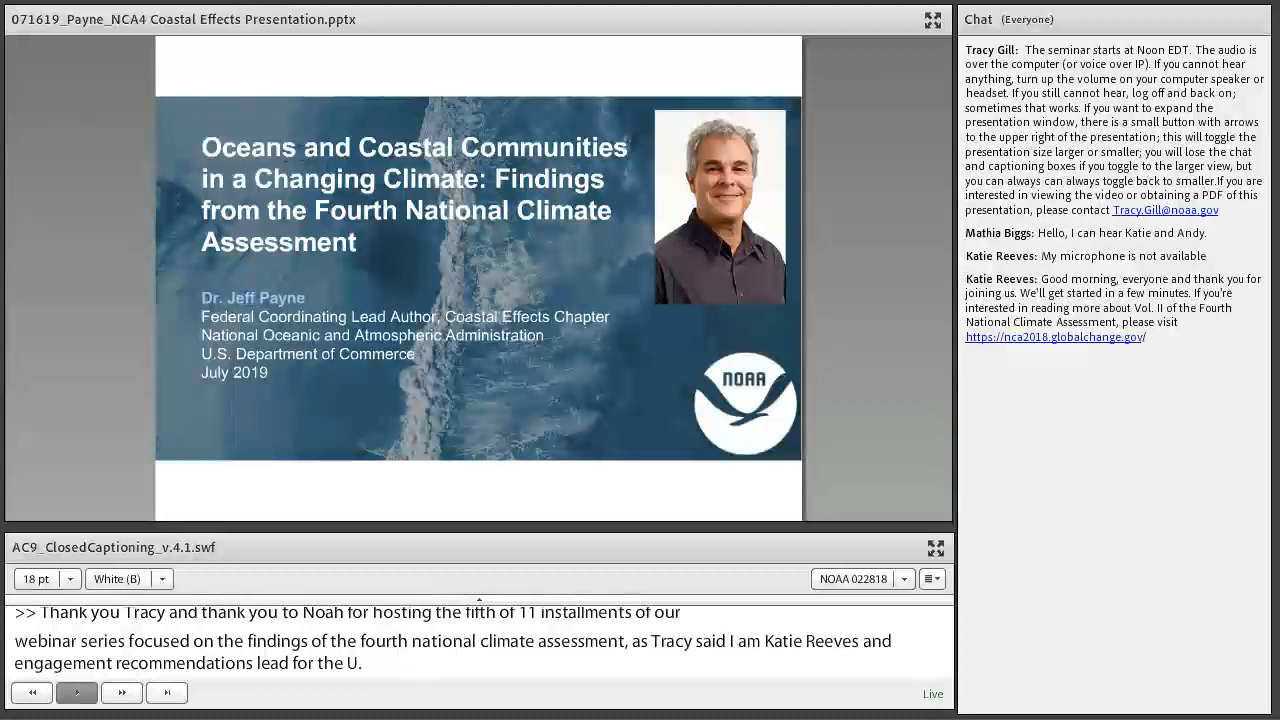 071619_Payne_NCA4 Coastal Effects Presentation.pptx
Oceans and Coastal Communities
in a Changing Climate: Findings
from the Fourth National Climate
Assessment
Dr. Jeff Payne
Federal Coordinating Lead Author, Coastal Effects Chapter
National Oceanic and Atmospheric Administration
U.S. Department of Commerce
July 2019
NOAA
AC9_ClosedCaptioning_v.4.1.swf
18 pt
White (B)
NOAA 022818
>> Thank you Tracy and thank you to Noah for hosting the fifth of 11 installments of our
webinar series focused on the findings of the fourth national climate assessment, as Tracy said I am Katie Reeves and
engagement recommendations lead for the U.
Live
Chat (Everyone)
Tracy Gill: The seminar starts at Noon EDT. The audio is
over the computer (or voice over IP). If you cannot hear
anything, turn up the volume on your computer speaker or
headset. If you still cannot hear, log off and back on;
sometimes that works. If you want to expand the
presentation window, there is a small button with arrows
to the upper right of the presentation; this will toggle the
presentation size larger or smaller; you will lose the chat
and captioning boxes if you toggle to the larger view, but
you can always can always toggle back to smaller.If you are
interested in viewing the video or obtaining a PDF of this
presentation, please contact Tracy.Gill@noaa.gov
Mathia Biggs: Hello, I can hear Katie and Andy.
Katie Reeves: My microphone is not available
Katie Reeves: Good morning, everyone and thank you for
joining us. We'll get started in a few minutes. If you're
interested in reading more about Vol. II of the Fourth
National Climate Assessment, please visit
https://nca2018.globalchange.gov/